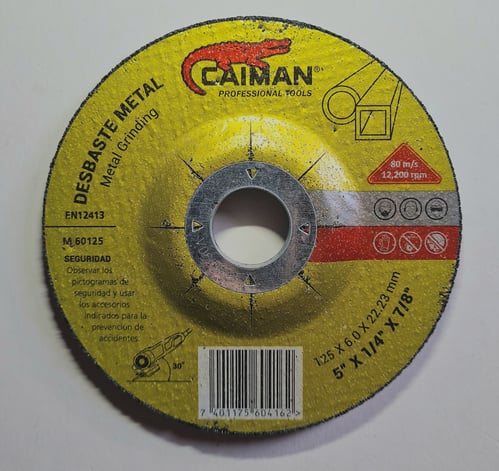 CAIMAN®
PROFESSIONAL TOOLS
DESBASTE METAL
Metal Grinding
EN12413
M 60125
SEGURIDAD
Observar los
pictogramas de
seguridad y usar
los accesorios
indicados para la
prevencion de
accidentes
30°
80 m/s
12,200 rpm
125 X 6.0 X 22.23 mm
5" X 1/4" X 7/8"
7 401175 604162 >